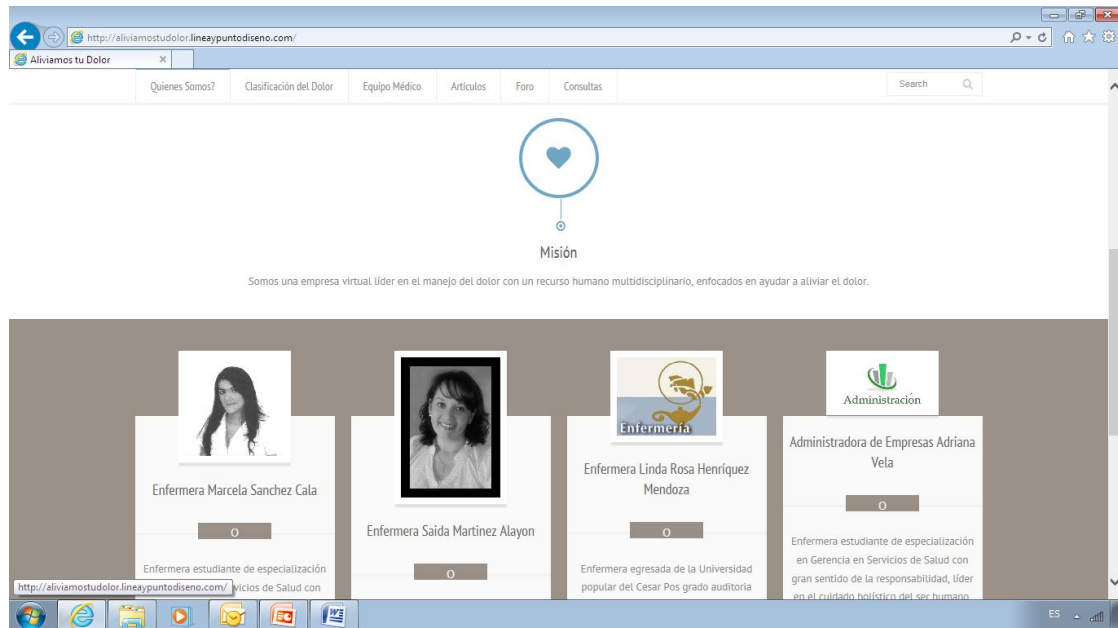 http://aliviamostudolor.lineaypuntodiseno.com/
Aliviamos tu Dolor
Quienes Somos?
Clasificación del Dolor
Equipo Médico
Artículos
Foro
Consultas
Search
Misión
Somos una empresa virtual líder en el manejo del dolor con un recurso humano multidisciplinario, enfocados en ayudar a aliviar el dolor.
Enfermera Marcela Sanchez Cala
0
Enfermera estudiante de especialización
vicios de Salud con
Enfermera Saida Martinez Alayon
0
Enfermería
Enfermera Linda Rosa Henríquez
Mendoza
0
Enfermera egresada de la Universidad
popular del Cesar Pos grado auditoria
Administración
Administradora de Empresas Adriana
Vela
0
Enfermera estudiante de especialización
en Gerencia en Servicios de Salud con
gran sentido de la responsabilidad, líder
en el cuidado holístico del ser humano
http://aliviamostudolor.lineaypuntodiseno.com/
ES